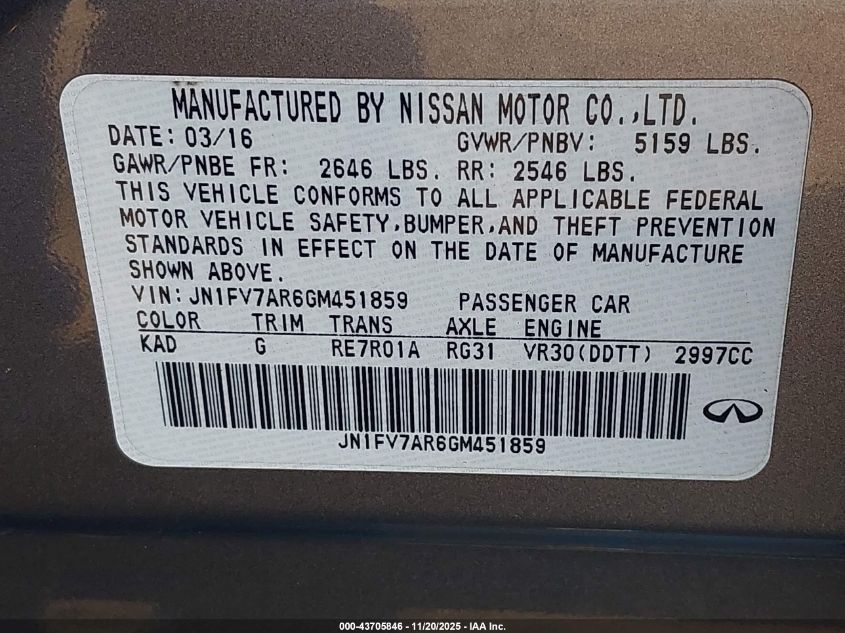 MANUFACTURED BY NISSAN MOTOR CO.,LTD.
DATE: 03/16 GVWR/PNBV: 5159 LBS.
GAWR/PNBE FR: 2646 LBS. RR: 2546 LBS.
THIS VEHICLE CONFORMS TO ALL APPLICABLE FEDERAL
MOTOR VEHICLE SAFETY,BUMPER,AND THEFT PREVENTION
STANDARDS IN EFFECT ON THE DATE OF MANUFACTURE
SHOWN ABOVE.
VIN: JN1FV7AR6GM451859 PASSENGER CAR
COLOR TRIM TRANS AXLE ENGINE
KAD G RE7R01A RG31 VR30(DDTT) 2997CC
JN1FV7AR6GM451859
000-43705846 - 11/20/2025 - IAA Inc.